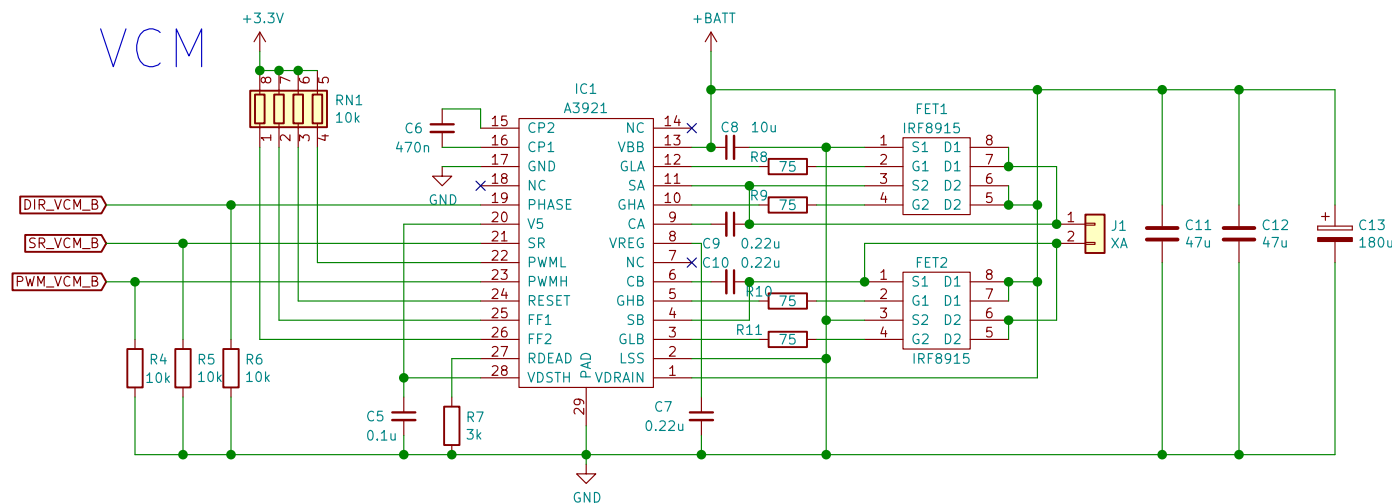 VCM
+3.3V
8 7 6 5
RN1
10k
1 2 3 4
+BATT
IC1
A3921
C6
470n
GND
15 CP2
16 CP1
17 GND
18 NC
19 PHASE
20 V5
21 SR
22 PWML
23 PWMH
24 RESET
25 FF1
26 FF2
27 RDEAD
28 VDSTH
PAD
29
NC 14
VBB 13
GLA 12
SA 11
GHA 10
CA 9
VREG 8
NC 7
CB 6
GHB 5
SB 4
GLB 3
LSS 2
VDRAIN 1
DIR_VCM_B
SR_VCM_B
PWM_VCM_B
R4
10k
R5
10k
R6
10k
C5
0.1u
R7
3k
GND
C7
0.22u
C8 10u
R8
75
R9
75
C9 0.22u
C10 0.22u
R10
75
R11
75
FET1
IRF8915
1 S1 D1 8
2 G1 D1 7
3 S2 D2 6
4 G2 D2 5
FET2
1 S1 D1 8
2 G1 D1 7
3 S2 D2 6
4 G2 D2 5
IRF8915
1
2
J1
XA
C11
47u
C12
47u
+
C13
180u